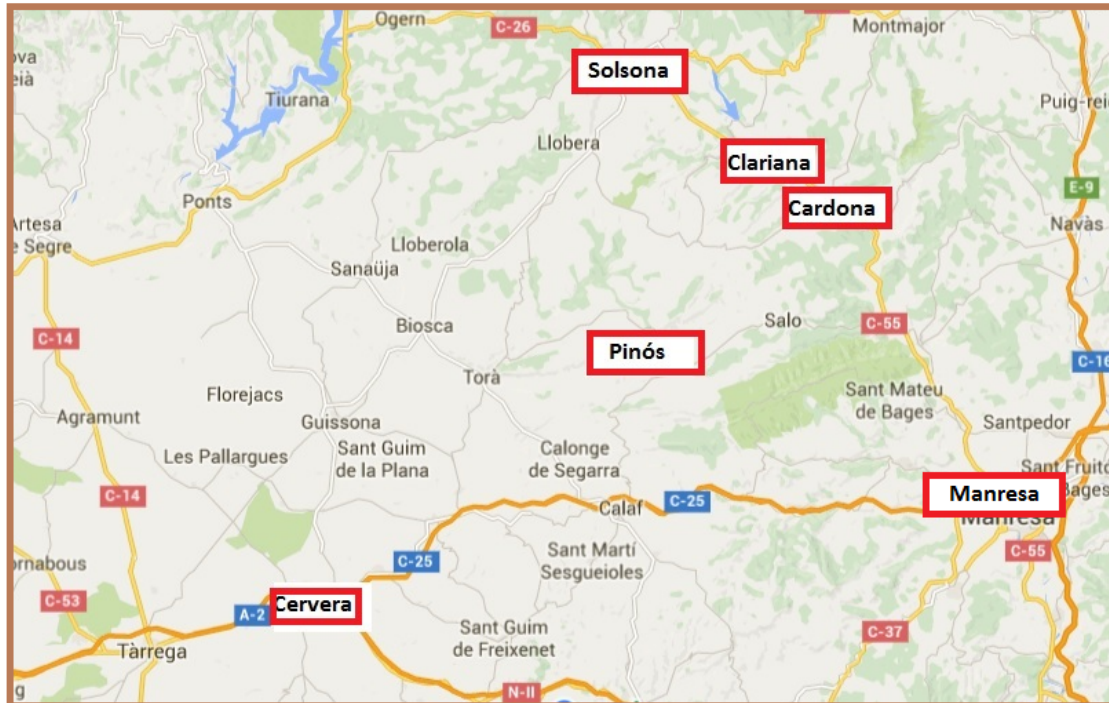 Ogern
C-26
Montmajor
Solsona
ova
eià
Tiurana
Puig-rei
Llobera
Clariana
E-9
Ponts
Cardona
Artesa
e Segre
Navàs
Lloberola
Sanaüja
Biosca
Salo
C-55
C-14
Pinós
C-16
Torà
Florejacs
Sant Mateu
de Bages
Agramunt
Guissona
Santpedor
Les Pallargues
Sant Guim
de la Plana
Calonge
de Segarra
Sant Fruito
Bages
C-14
Manresa
C-25
Calaf
Manresa
ornabous
C-25
Sant Martí
Sesgueioles
C-55
C-53
A-2
Cervera
Sant Guim
de Freixenet
C-37
Tàrrega
g
N-II